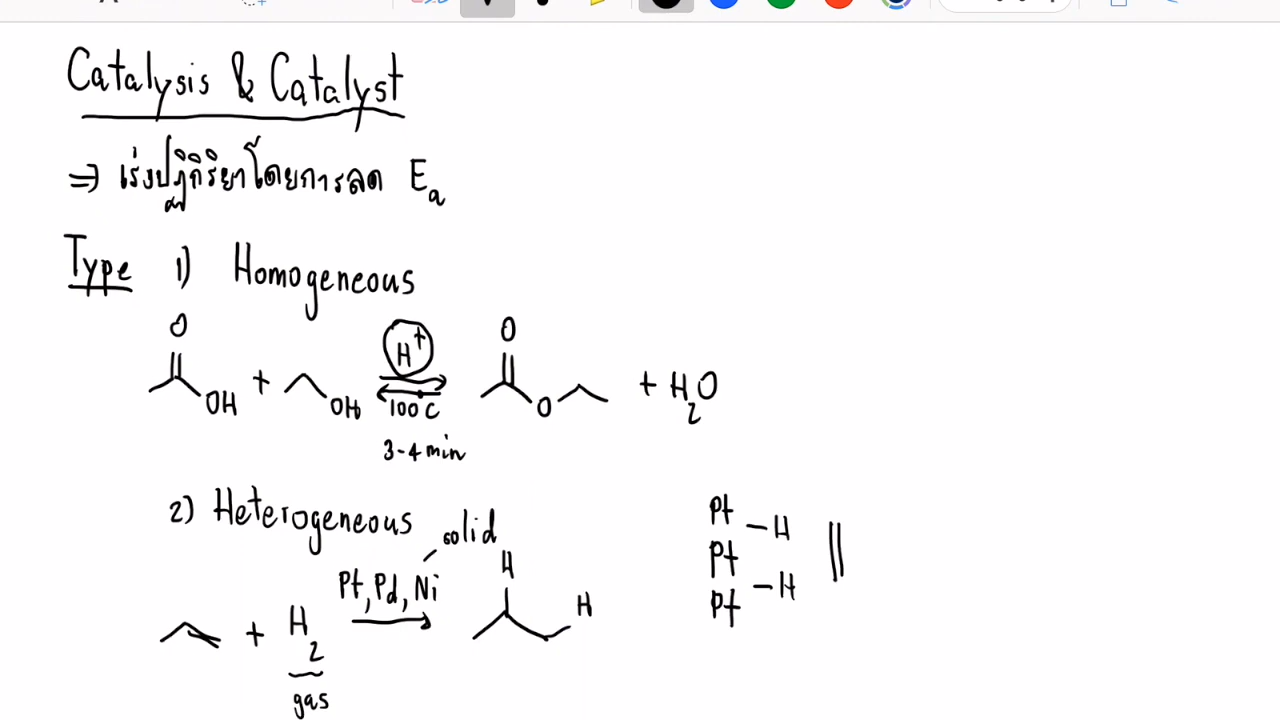 Catalysis & Catalyst
⇒ เร่งปฏิกิริยาโดยการลด Ea
Type 1) Homogeneous
O
OH + OH H⁺ ⇌ O O + H₂O
100°C
3-4 min
2) Heterogeneous
solid
+ H₂ Pt, Pd, Ni → H H
gas
Pt -H
Pt
Pt -H